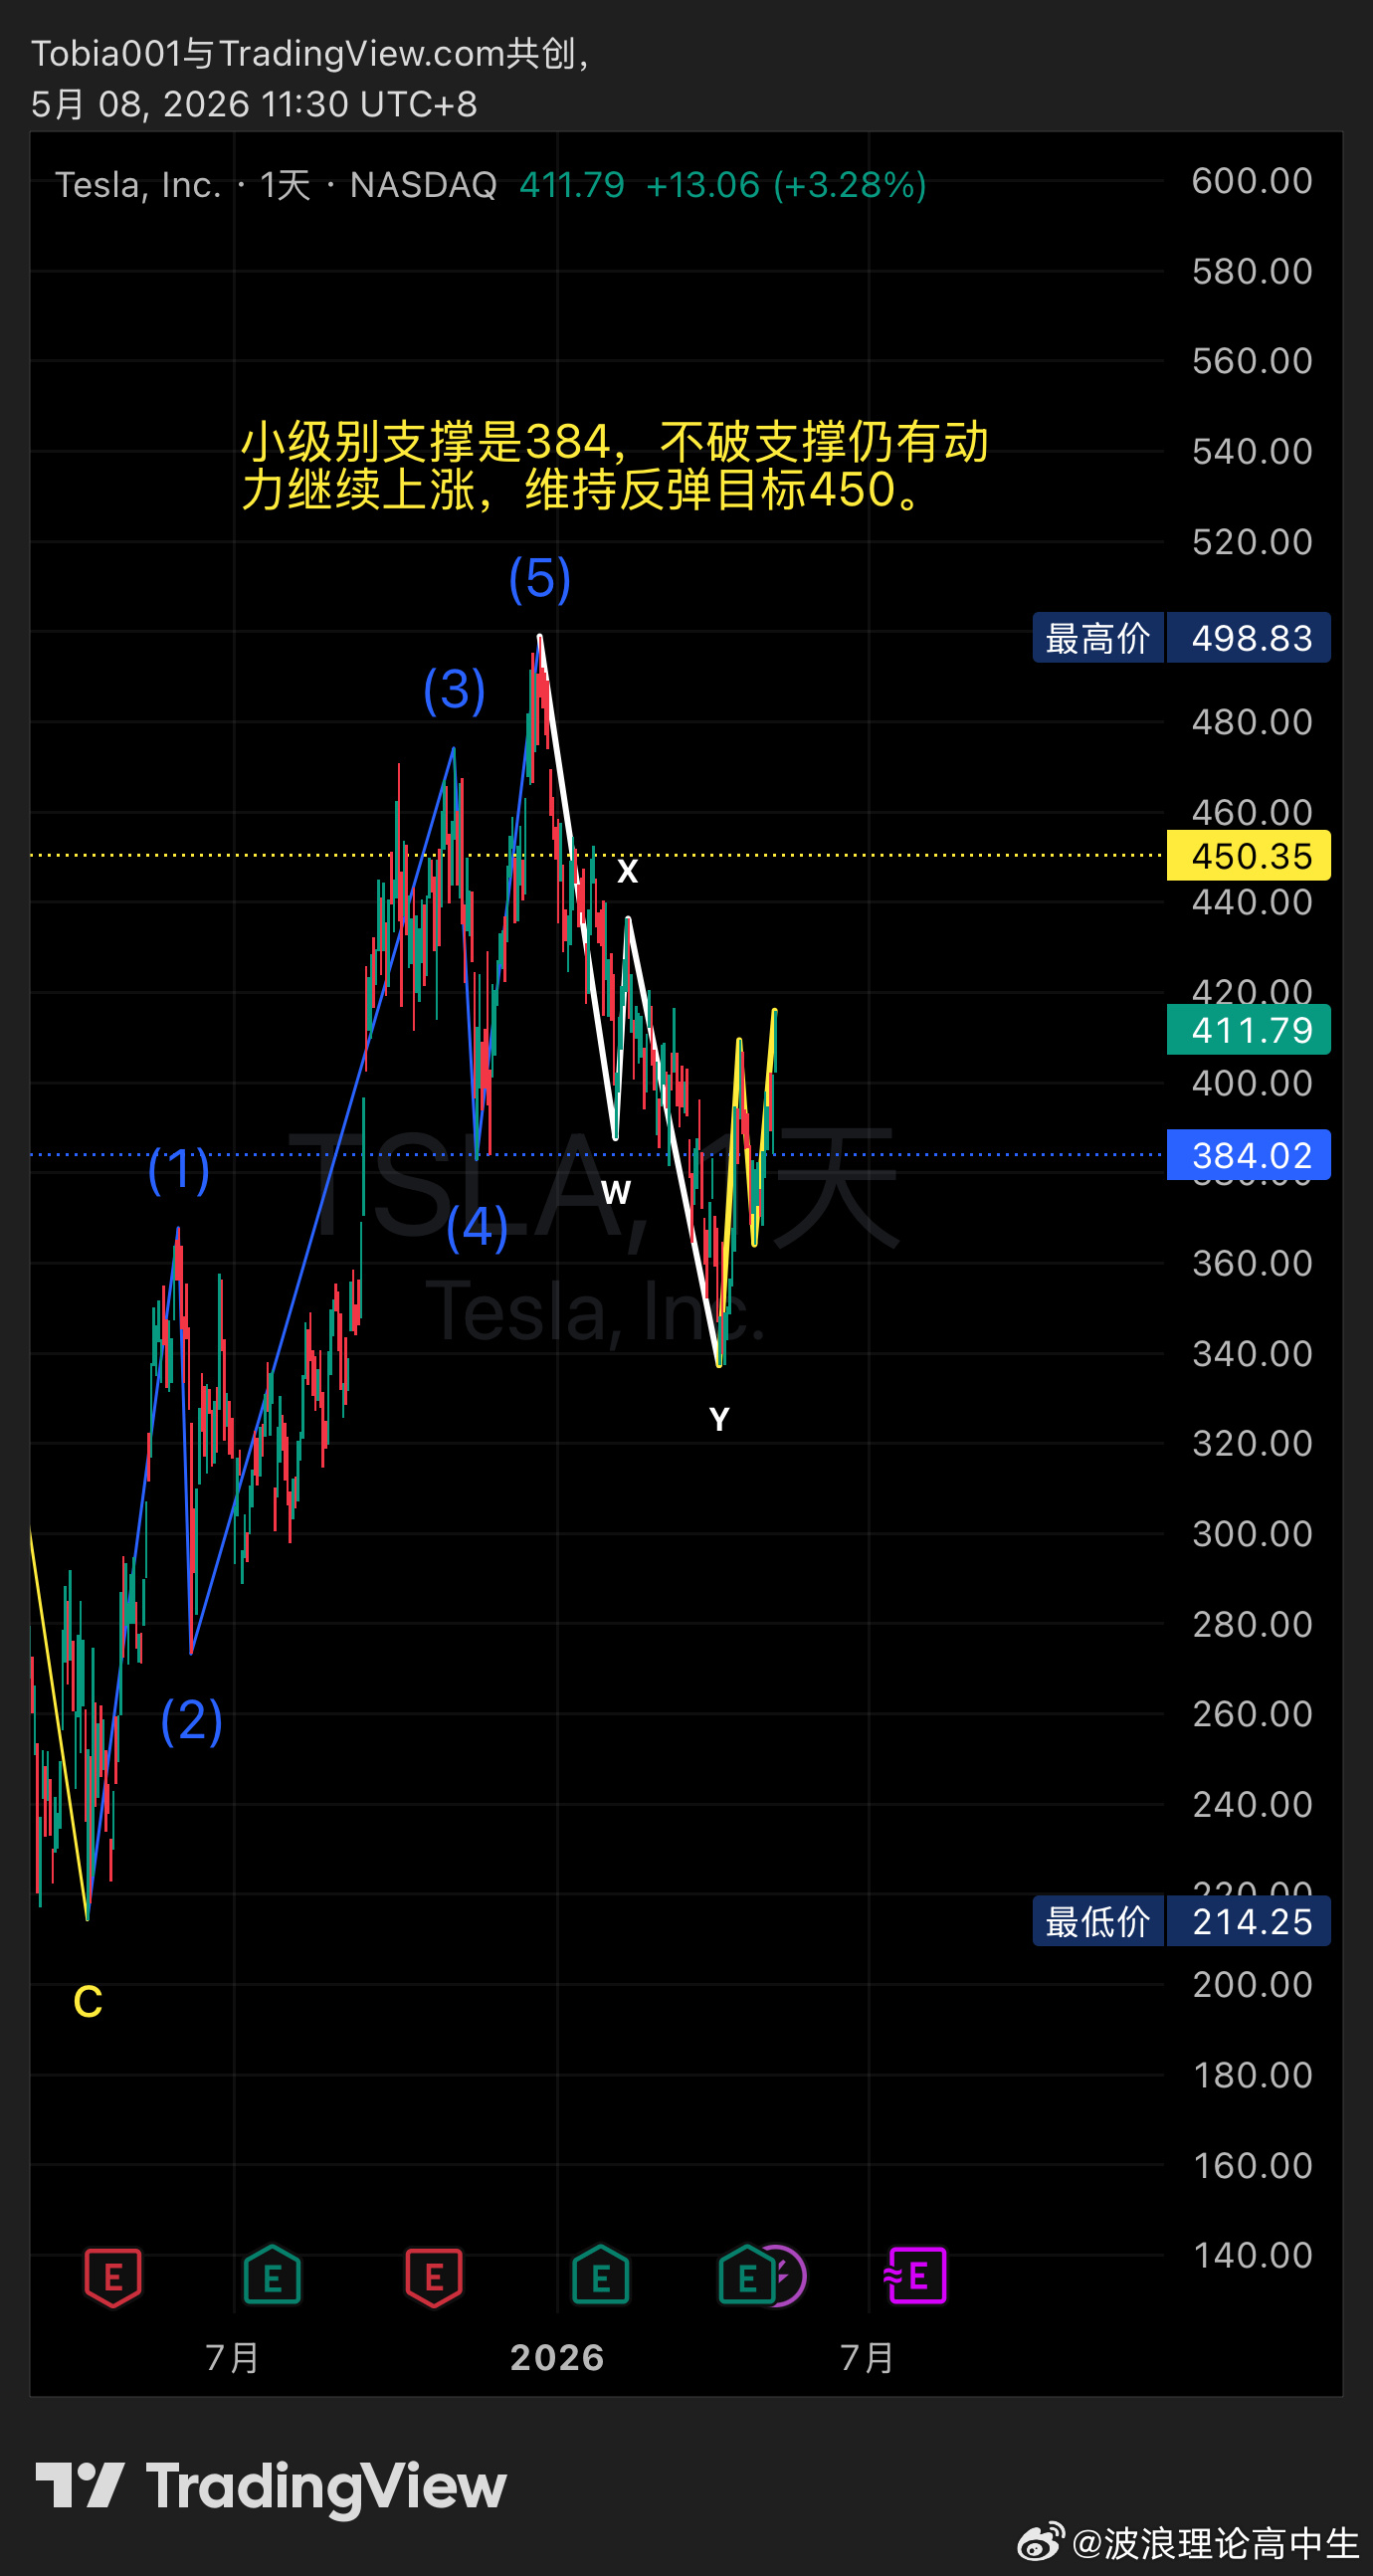 Tobia001与TradingView.com共创,
5月 08, 2026 11:30 UTC+8
Tesla, Inc. · 1天 · NASDAQ 411.79 +13.06 (+3.28%)
600.00
580.00
560.00
小级别支撑是384，不破支撑仍有动
540.00
力继续上涨，维持反弹目标450。
520.00
(5)
最高价 498.83
(3)
480.00
460.00
450.35
X
440.00
420.00
411.79
400.00
TSLA, 1天
384.02
(1)
380.00
W
(4)
360.00
Tesla, Inc.
340.00
Y
320.00
300.00
280.00
(2)
260.00
240.00
220.00
最低价 214.25
C
200.00
180.00
160.00
140.00
E E E E E ≈E
7月 2026 7月
TradingView
@波浪理论高中生